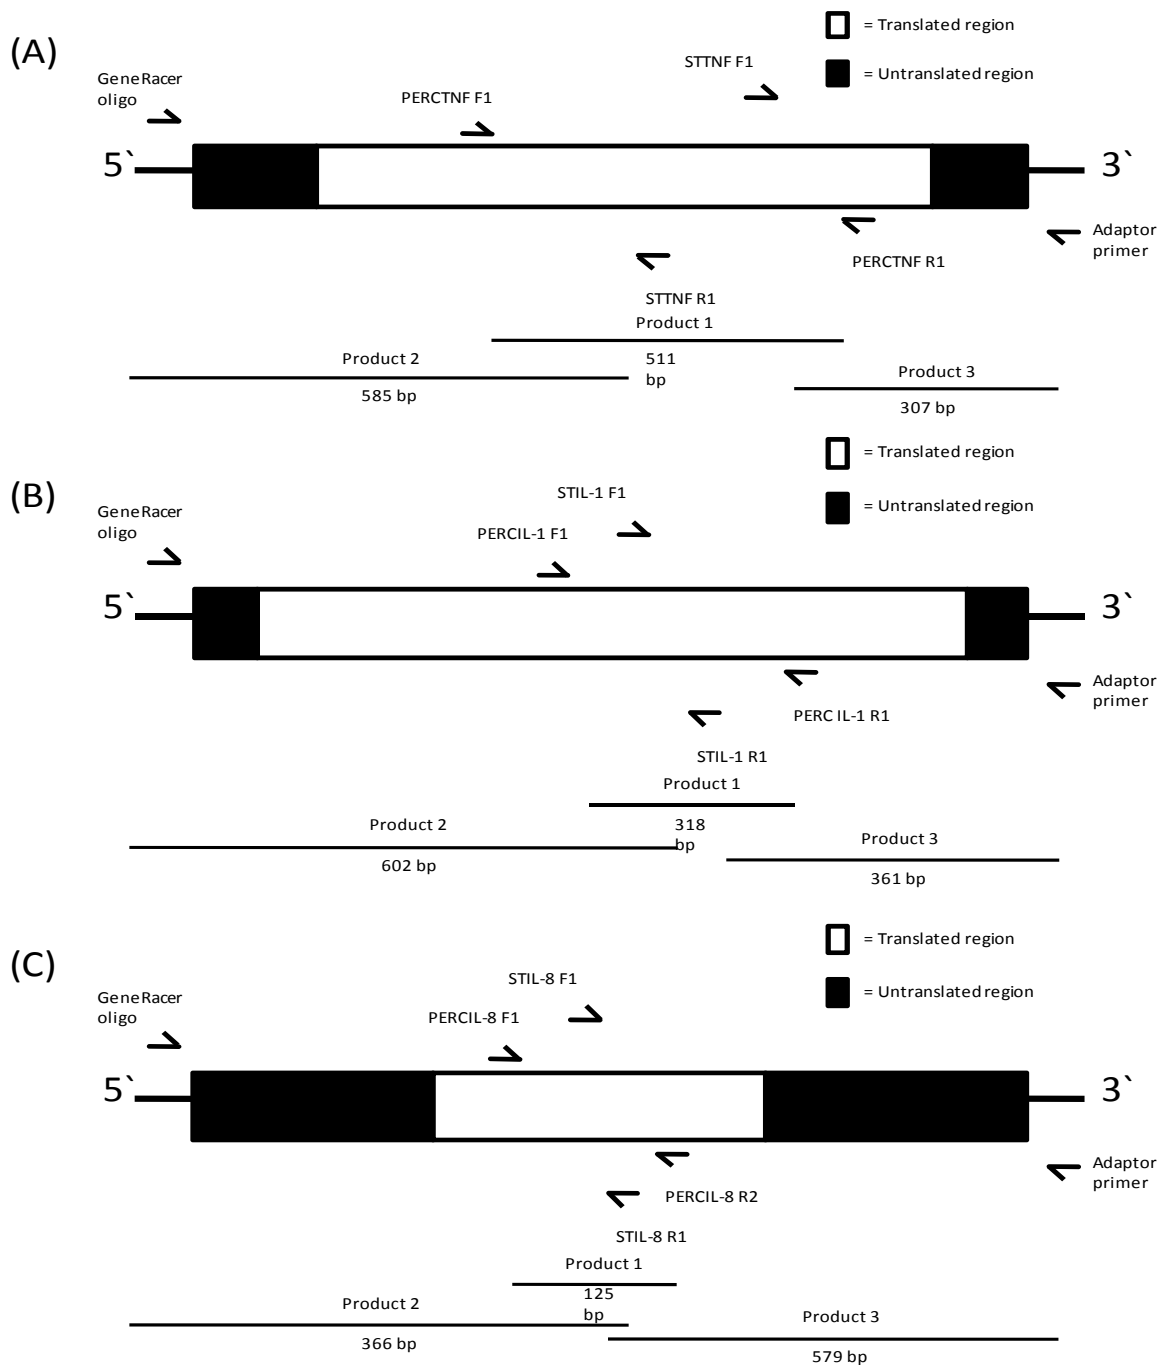 (A)
= Translated region
= Untranslated region
GeneRacer
oligo
PERCTNF F1
STTNF F1
5`
3`
Adaptor
primer
PERCTNF R1
STTNF R1
Product 1
511
bp
Product 2
585 bp
Product 3
307 bp
(B)
= Translated region
= Untranslated region
GeneRacer
oligo
STIL-1 F1
PERCIL-1 F1
5`
3`
Adaptor
primer
PERC IL-1 R1
STIL-1 R1
Product 1
318
bp
Product 2
602 bp
Product 3
361 bp
(C)
= Translated region
= Untranslated region
GeneRacer
oligo
STIL-8 F1
PERCIL-8 F1
5`
3`
Adaptor
primer
PERCIL-8 R2
STIL-8 R1
Product 1
125
bp
Product 2
366 bp
Product 3
579 bp